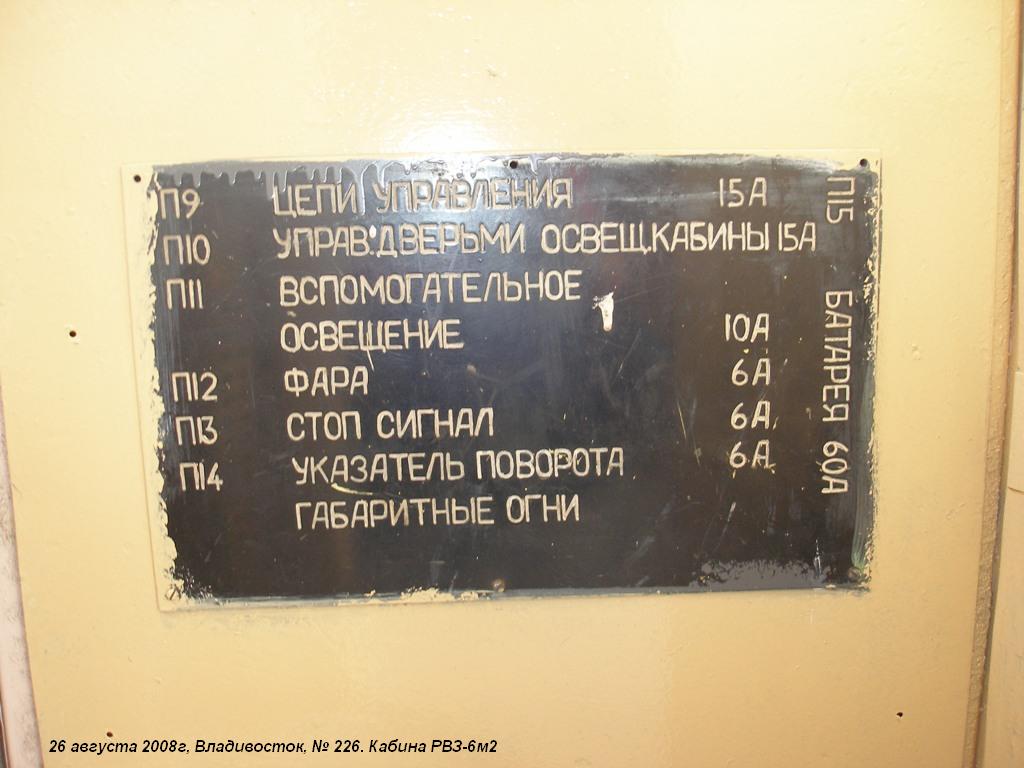 П9 ЦЕПИ УПРАВЛЕНИЯ 15А
П10 УПРАВ.ДВЕРЬМИ ОСВЕЩ.КАБИНЫ 15А
П11 ВСПОМОГАТЕЛЬНОЕ
ОСВЕЩЕНИЕ 10А
П12 ФАРА 6А
П13 СТОП СИГНАЛ 6А
П14 УКАЗАТЕЛЬ ПОВОРОТА 6А
ГАБАРИТНЫЕ ОГНИ
П15 БАТАРЕЯ 60А
26 августа 2008г, Владивосток, № 226. Кабина РВЗ-6м2